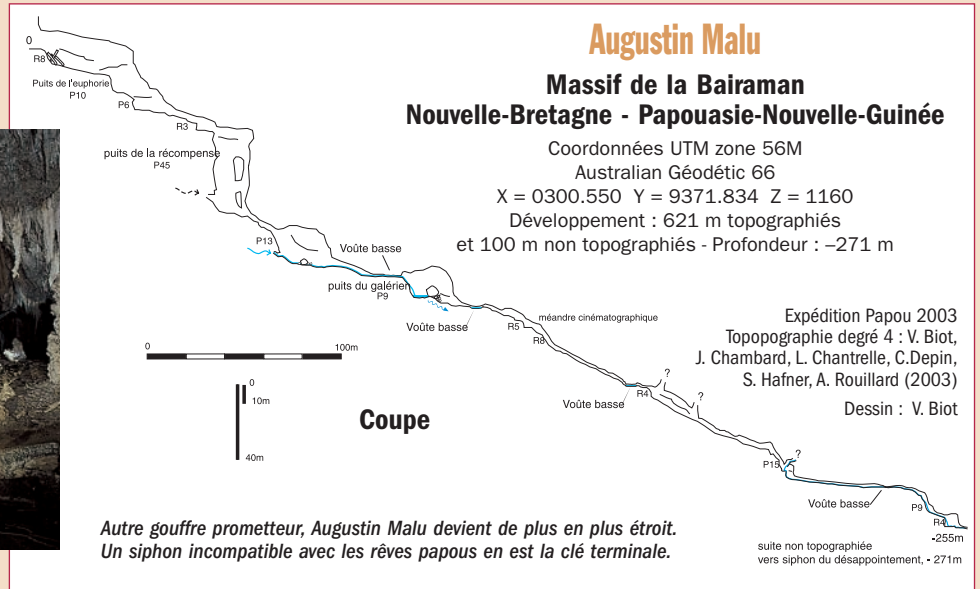 Augustin Malu
Massif de la Bairaman
Nouvelle-Bretagne - Papouasie-Nouvelle-Guinée
Coordonnées UTM zone 56M
Australian Géodétic 66
X = 0300.550 Y = 9371.834 Z = 1160
Développement : 621 m topographiés
et 100 m non topographiés - Profondeur : –271 m
Expédition Papou 2003
Topopographie degré 4 : V. Biot,
J. Chambard, L. Chantrelle, C.Depin,
S. Hafner, A. Rouillard (2003)
Dessin : V. Biot
0
R8
Puits de l'euphorie
P10
P6
R3
puits de la récompense
P45
P13
Voûte basse
puits du galérien
P9
Voûte basse
méandre cinématographique
R5
R8
Voûte basse
R4
?
?
P15
?
Voûte basse
P9
R4
-255m
suite non topographiée
vers siphon du désappointement, - 271m
0
100m
0
10m
40m
Coupe
Autre gouffre prometteur, Augustin Malu devient de plus en plus étroit.
Un siphon incompatible avec les rêves papous en est la clé terminale.